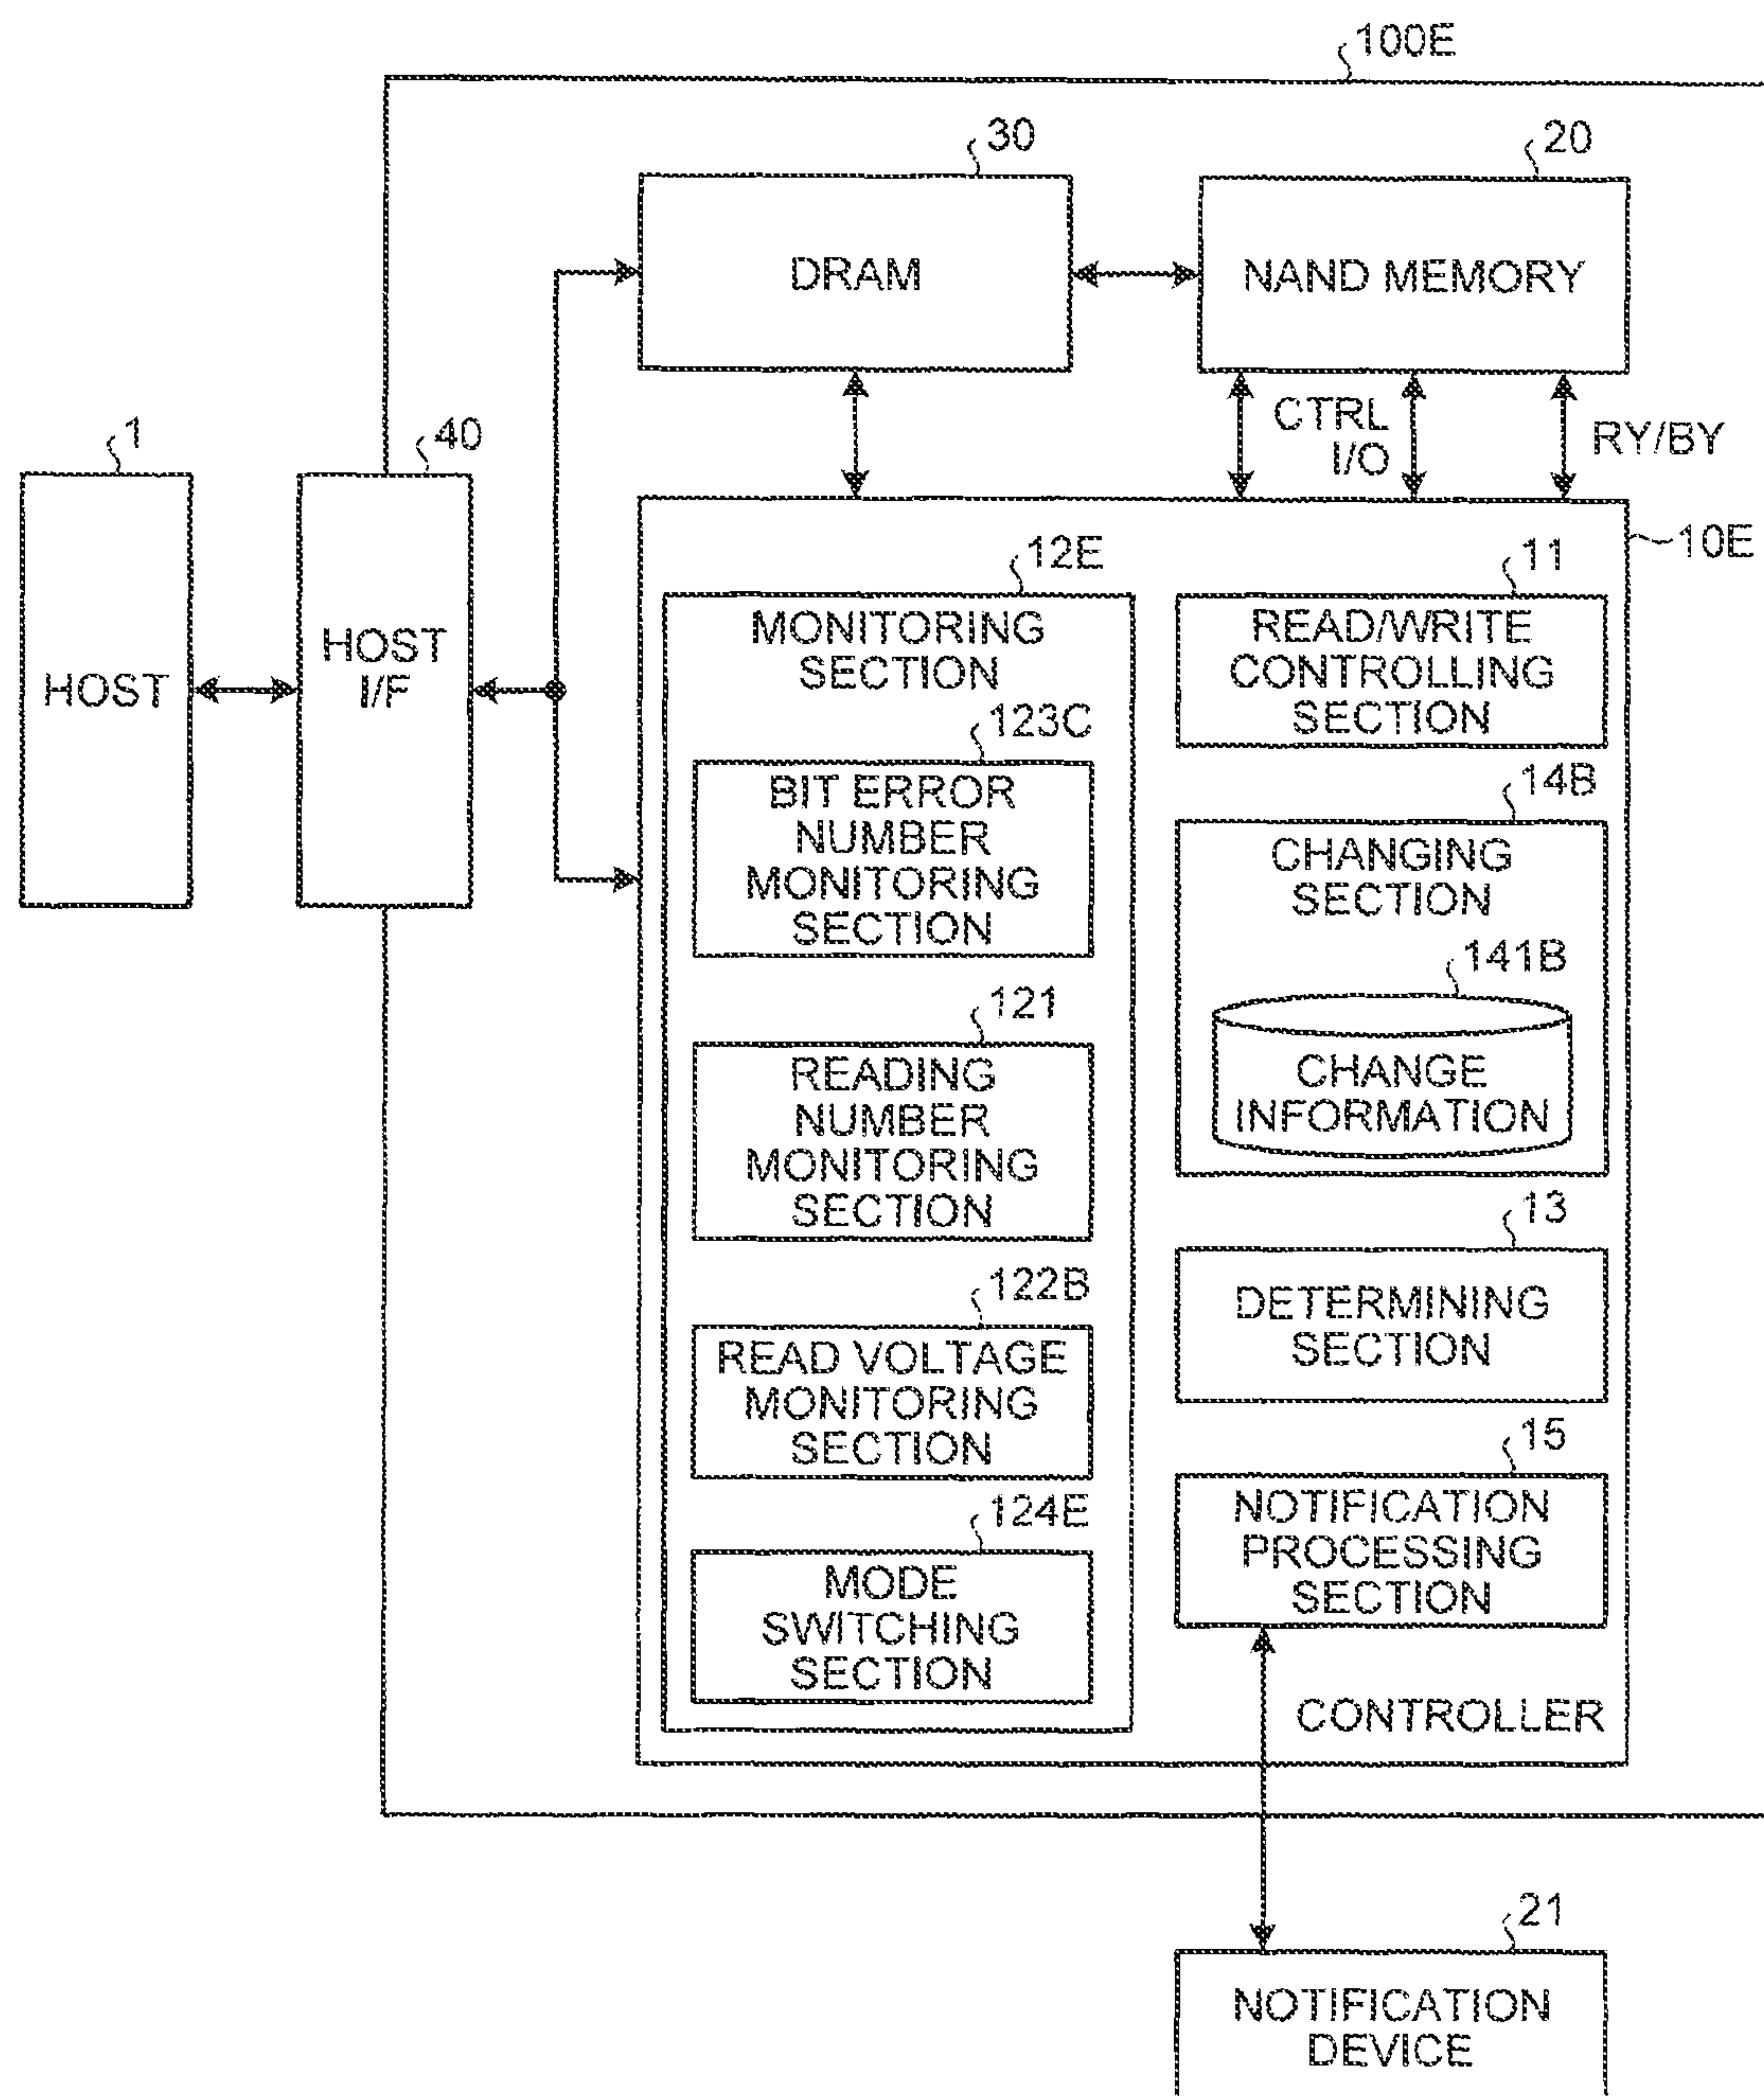 100E
30
20
DRAM
NAND MEMORY
1
40
CTRL
I/O
RY/BY
HOST
HOST
I/F
10E
12E
MONITORING
SECTION
123C
BIT ERROR
NUMBER
MONITORING
SECTION
121
READING
NUMBER
MONITORING
SECTION
122B
READ VOLTAGE
MONITORING
SECTION
124E
MODE
SWITCHING
SECTION
11
READ/WRITE
CONTROLLING
SECTION
14B
CHANGING
SECTION
141B
CHANGE
INFORMATION
13
DETERMINING
SECTION
15
NOTIFICATION
PROCESSING
SECTION
CONTROLLER
21
NOTIFICATION
DEVICE